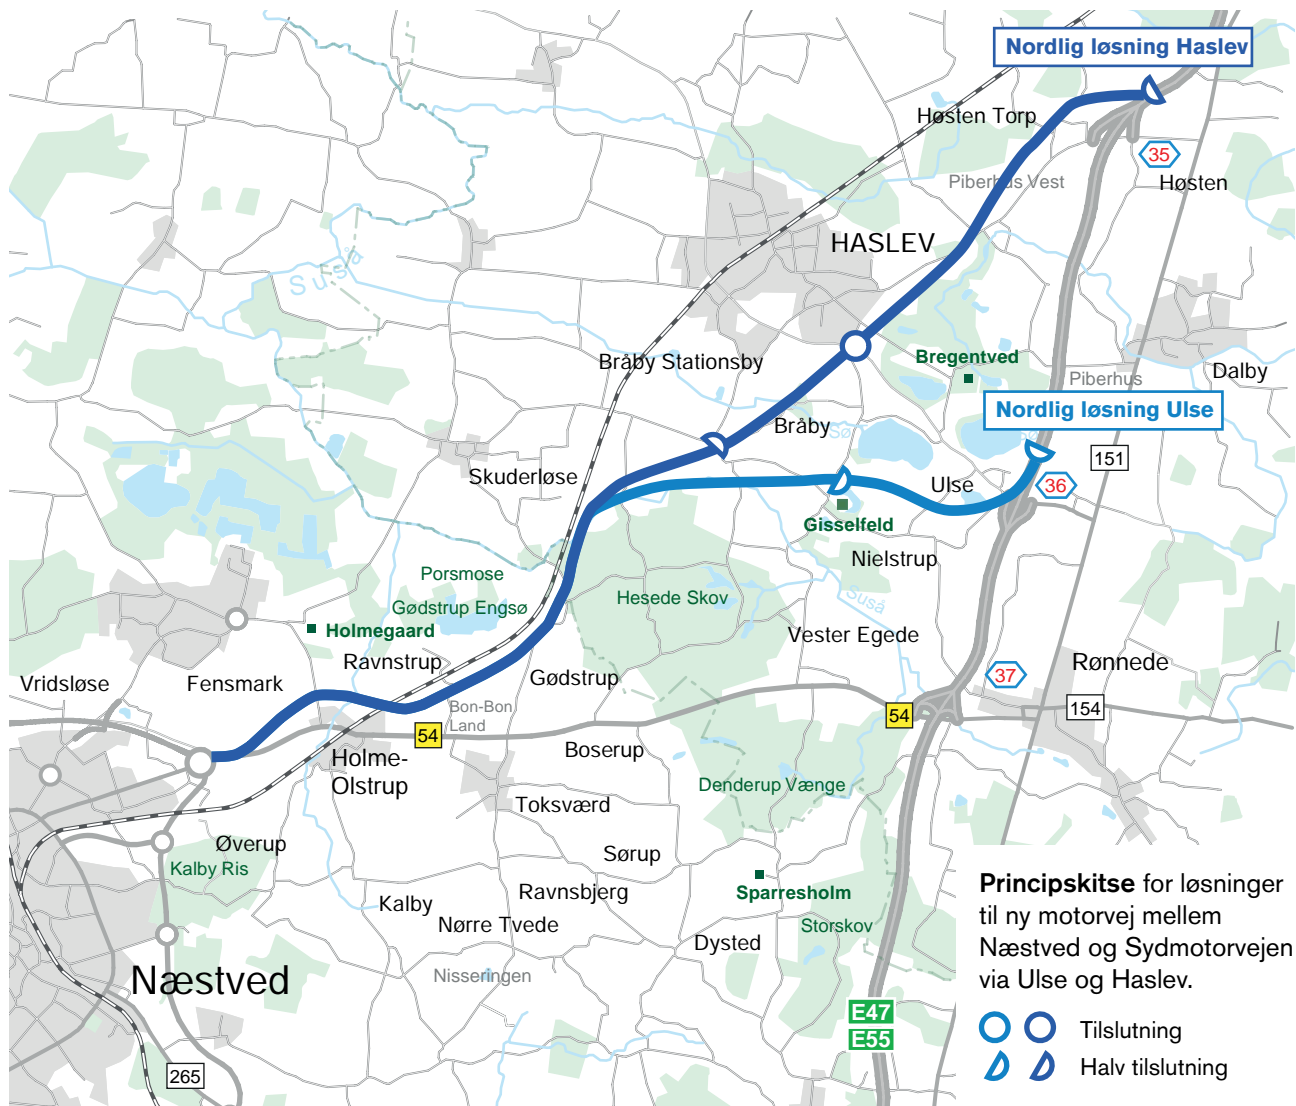 Nordlig løsning Haslev
Høsten Torp
35
Piberhus Vest
Høsten
HASLEV
Suså
Bråby Stationsby
Bregentved
Piberhus
Dalby
Nordlig løsning Ulse
Bråby
151
Skuderløse
Ulse
36
Gisselfeld
Nielstrup
Porsmose
Gødstrup Engsø
Hesede Skov
Suså
Holmegaard
Vester Egede
Ravnstrup
Rønnede
Vridsløse
Fensmark
Gødstrup
37
Bon-Bon
Land
54
54
154
Holme-
Olstrup
Boserup
Denderup Vænge
Toksværd
Øverup
Sørup
Kalby Ris
Sparresholm
Kalby
Ravnsbjerg
Nørre Tvede
Storskov
Dysted
Næstved
Nisseringen
E47
E55
265
Principskitse for løsninger
til ny motorvej mellem
Næstved og Sydmotorvejen
via Ulse og Haslev.
Tilslutning
Halv tilslutning